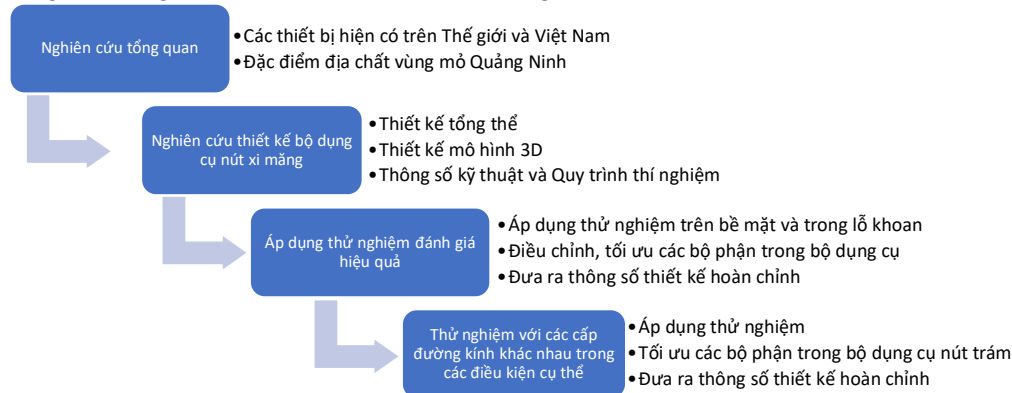 Nghiên cứu tổng quan
•Các thiết bị hiện có trên Thế giới và Việt Nam
•Đặc điểm địa chất vùng mỏ Quảng Ninh
Nghiên cứu thiết kế bộ dụng
cụ nút xi măng
•Thiết kế tổng thể
•Thiết kế mô hình 3D
•Thông số kỹ thuật và Quy trình thí nghiệm
Áp dụng thử nghiệm đánh giá
hiệu quả
•Áp dụng thử nghiệm trên bề mặt và trong lỗ khoan
•Điều chỉnh, tối ưu các bộ phận trong bộ dụng cụ
•Đưa ra thông số thiết kế hoàn chỉnh
Thử nghiệm với các cấp
đường kính khác nhau trong
các điều kiện cụ thể
•Áp dụng thử nghiệm
•Tối ưu các bộ phận trong bộ dụng cụ nút trám
•Đưa ra thông số thiết kế hoàn chỉnh